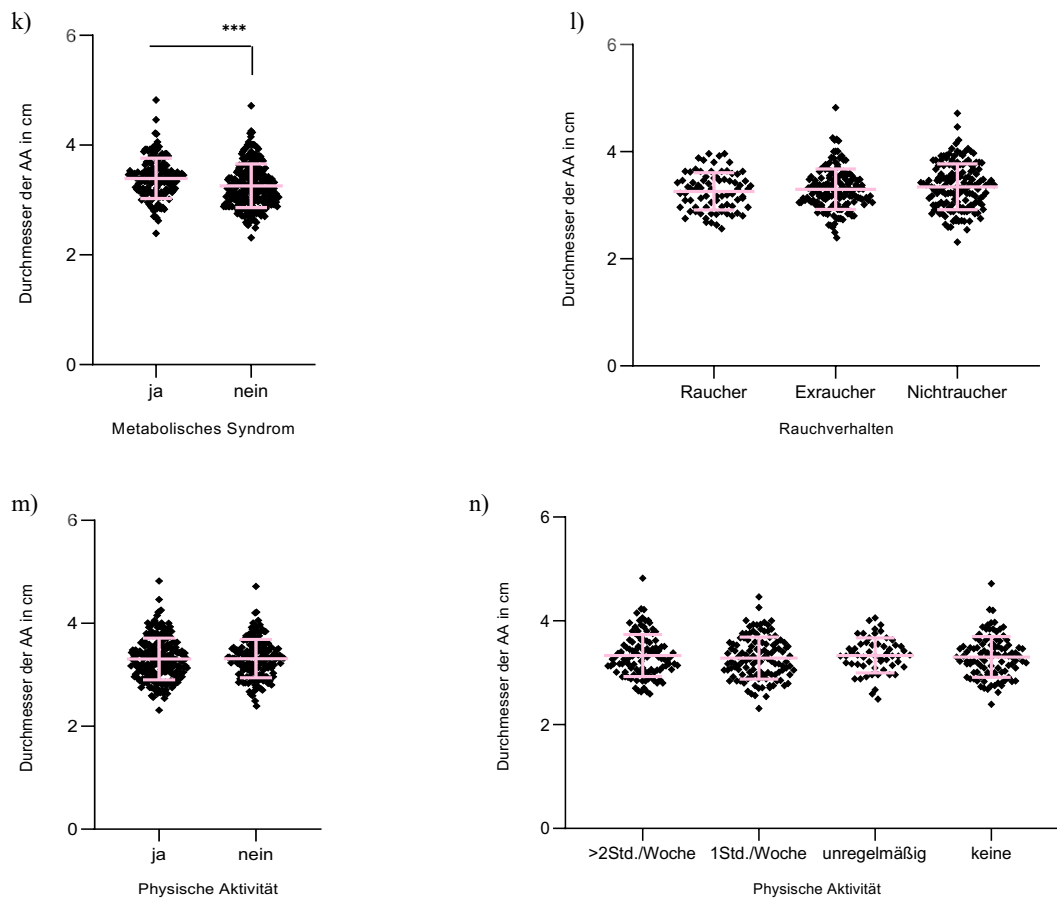 k)
***
6
4
2
0
Durchmesser der AA in cm
ja nein
Metabolisches Syndrom
l)
6
4
2
0
Durchmesser der AA in cm
Raucher Exraucher Nichtraucher
Rauchverhalten
m)
6
4
2
0
Durchmesser der AA in cm
ja nein
Physische Aktivität
n)
6
4
2
0
Durchmesser der AA in cm
>2Std./Woche 1Std./Woche unregelmäßig keine
Physische Aktivität